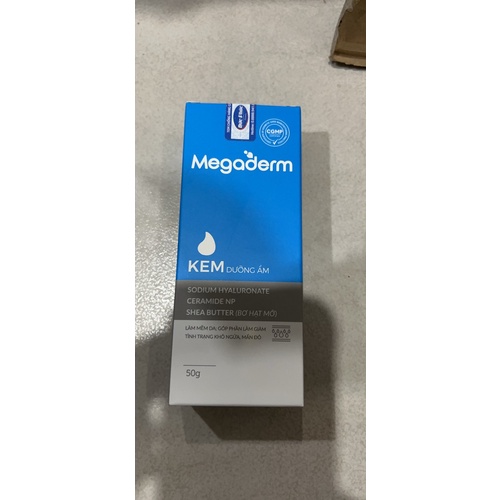 CGMP
Megaderm
KEM DƯỠNG ẨM
SODIUM HYALURONATE
CERAMIDE NP
SHEA BUTTER (BƠ HẠT MỠ)
LÀM MỀM DA, GÓP PHẦN LÀM GIẢM
TÌNH TRẠNG KHÔ NGỨA, MẨN ĐỎ
50g